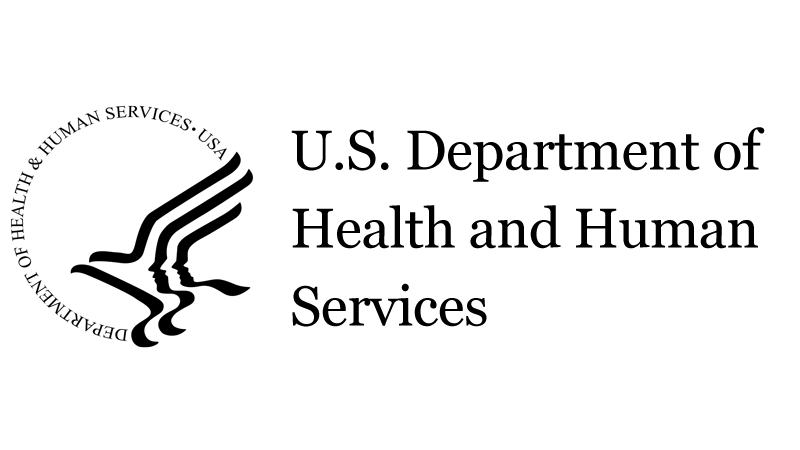 DEPARTMENT OF HEALTH & HUMAN SERVICES • USA
U.S. Department of
Health and Human
Services